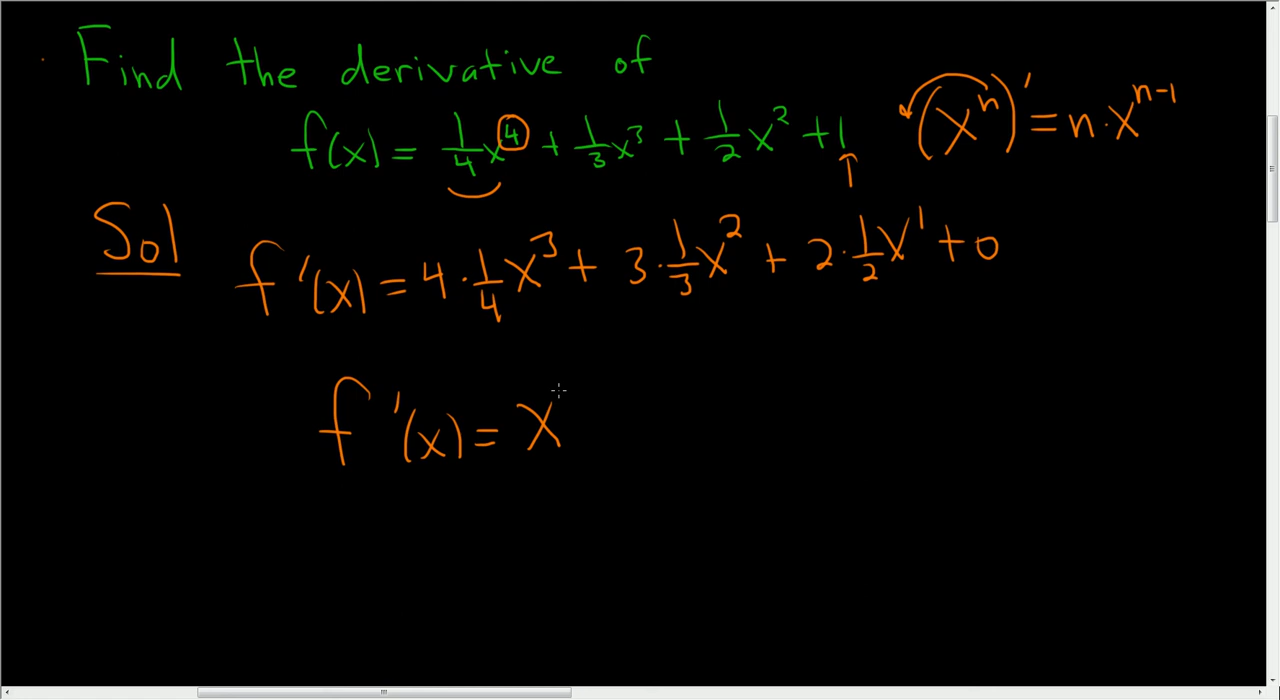 Find the derivative of
f(x) = 1/4 x^4 + 1/3 x^3 + 1/2 x^2 + 1
(x^n)' = n · x^(n-1)
Sol
f'(x) = 4 · 1/4 x^3 + 3 · 1/3 x^2 + 2 · 1/2 x^1 + 0
f'(x) = x